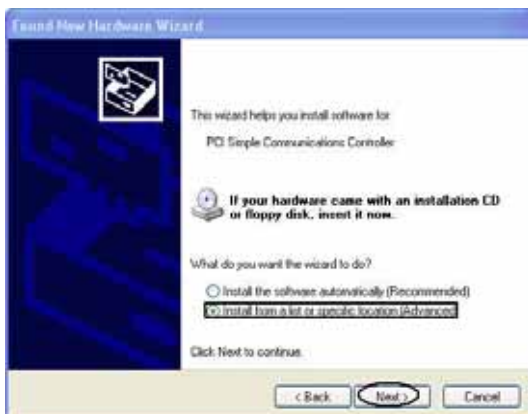 Found New Hardware Wizard
This wizard helps you install software for:
PCI Simple Communications Controller
If your hardware came with an installation CD
or floppy disk, insert it now.
What do you want the wizard to do?
Install the software automatically (Recommended)
Install from a list or specific location (Advanced)
Click Next to continue.
< Back
Next >
Cancel